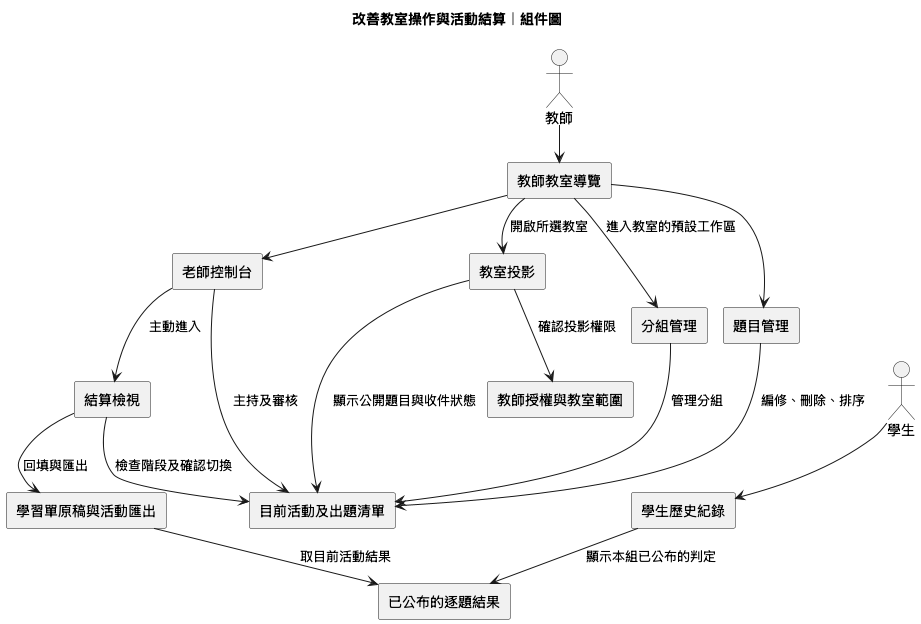 改善教室操作與活動結算｜組件圖
教師
教師教室導覽
開啟所選教室
進入教室的預設工作區
老師控制台
教室投影
主動進入
確認投影權限
分組管理
題目管理
結算檢視
主持及審核
顯示公開題目與收件狀態
教師授權與教室範圍
管理分組
編修、刪除、排序
學生
回填與匯出
檢查階段及確認切換
學習單原稿與活動匯出
目前活動及出題清單
學生歷史紀錄
取目前活動結果
顯示本組已公布的判定
已公布的逐題結果